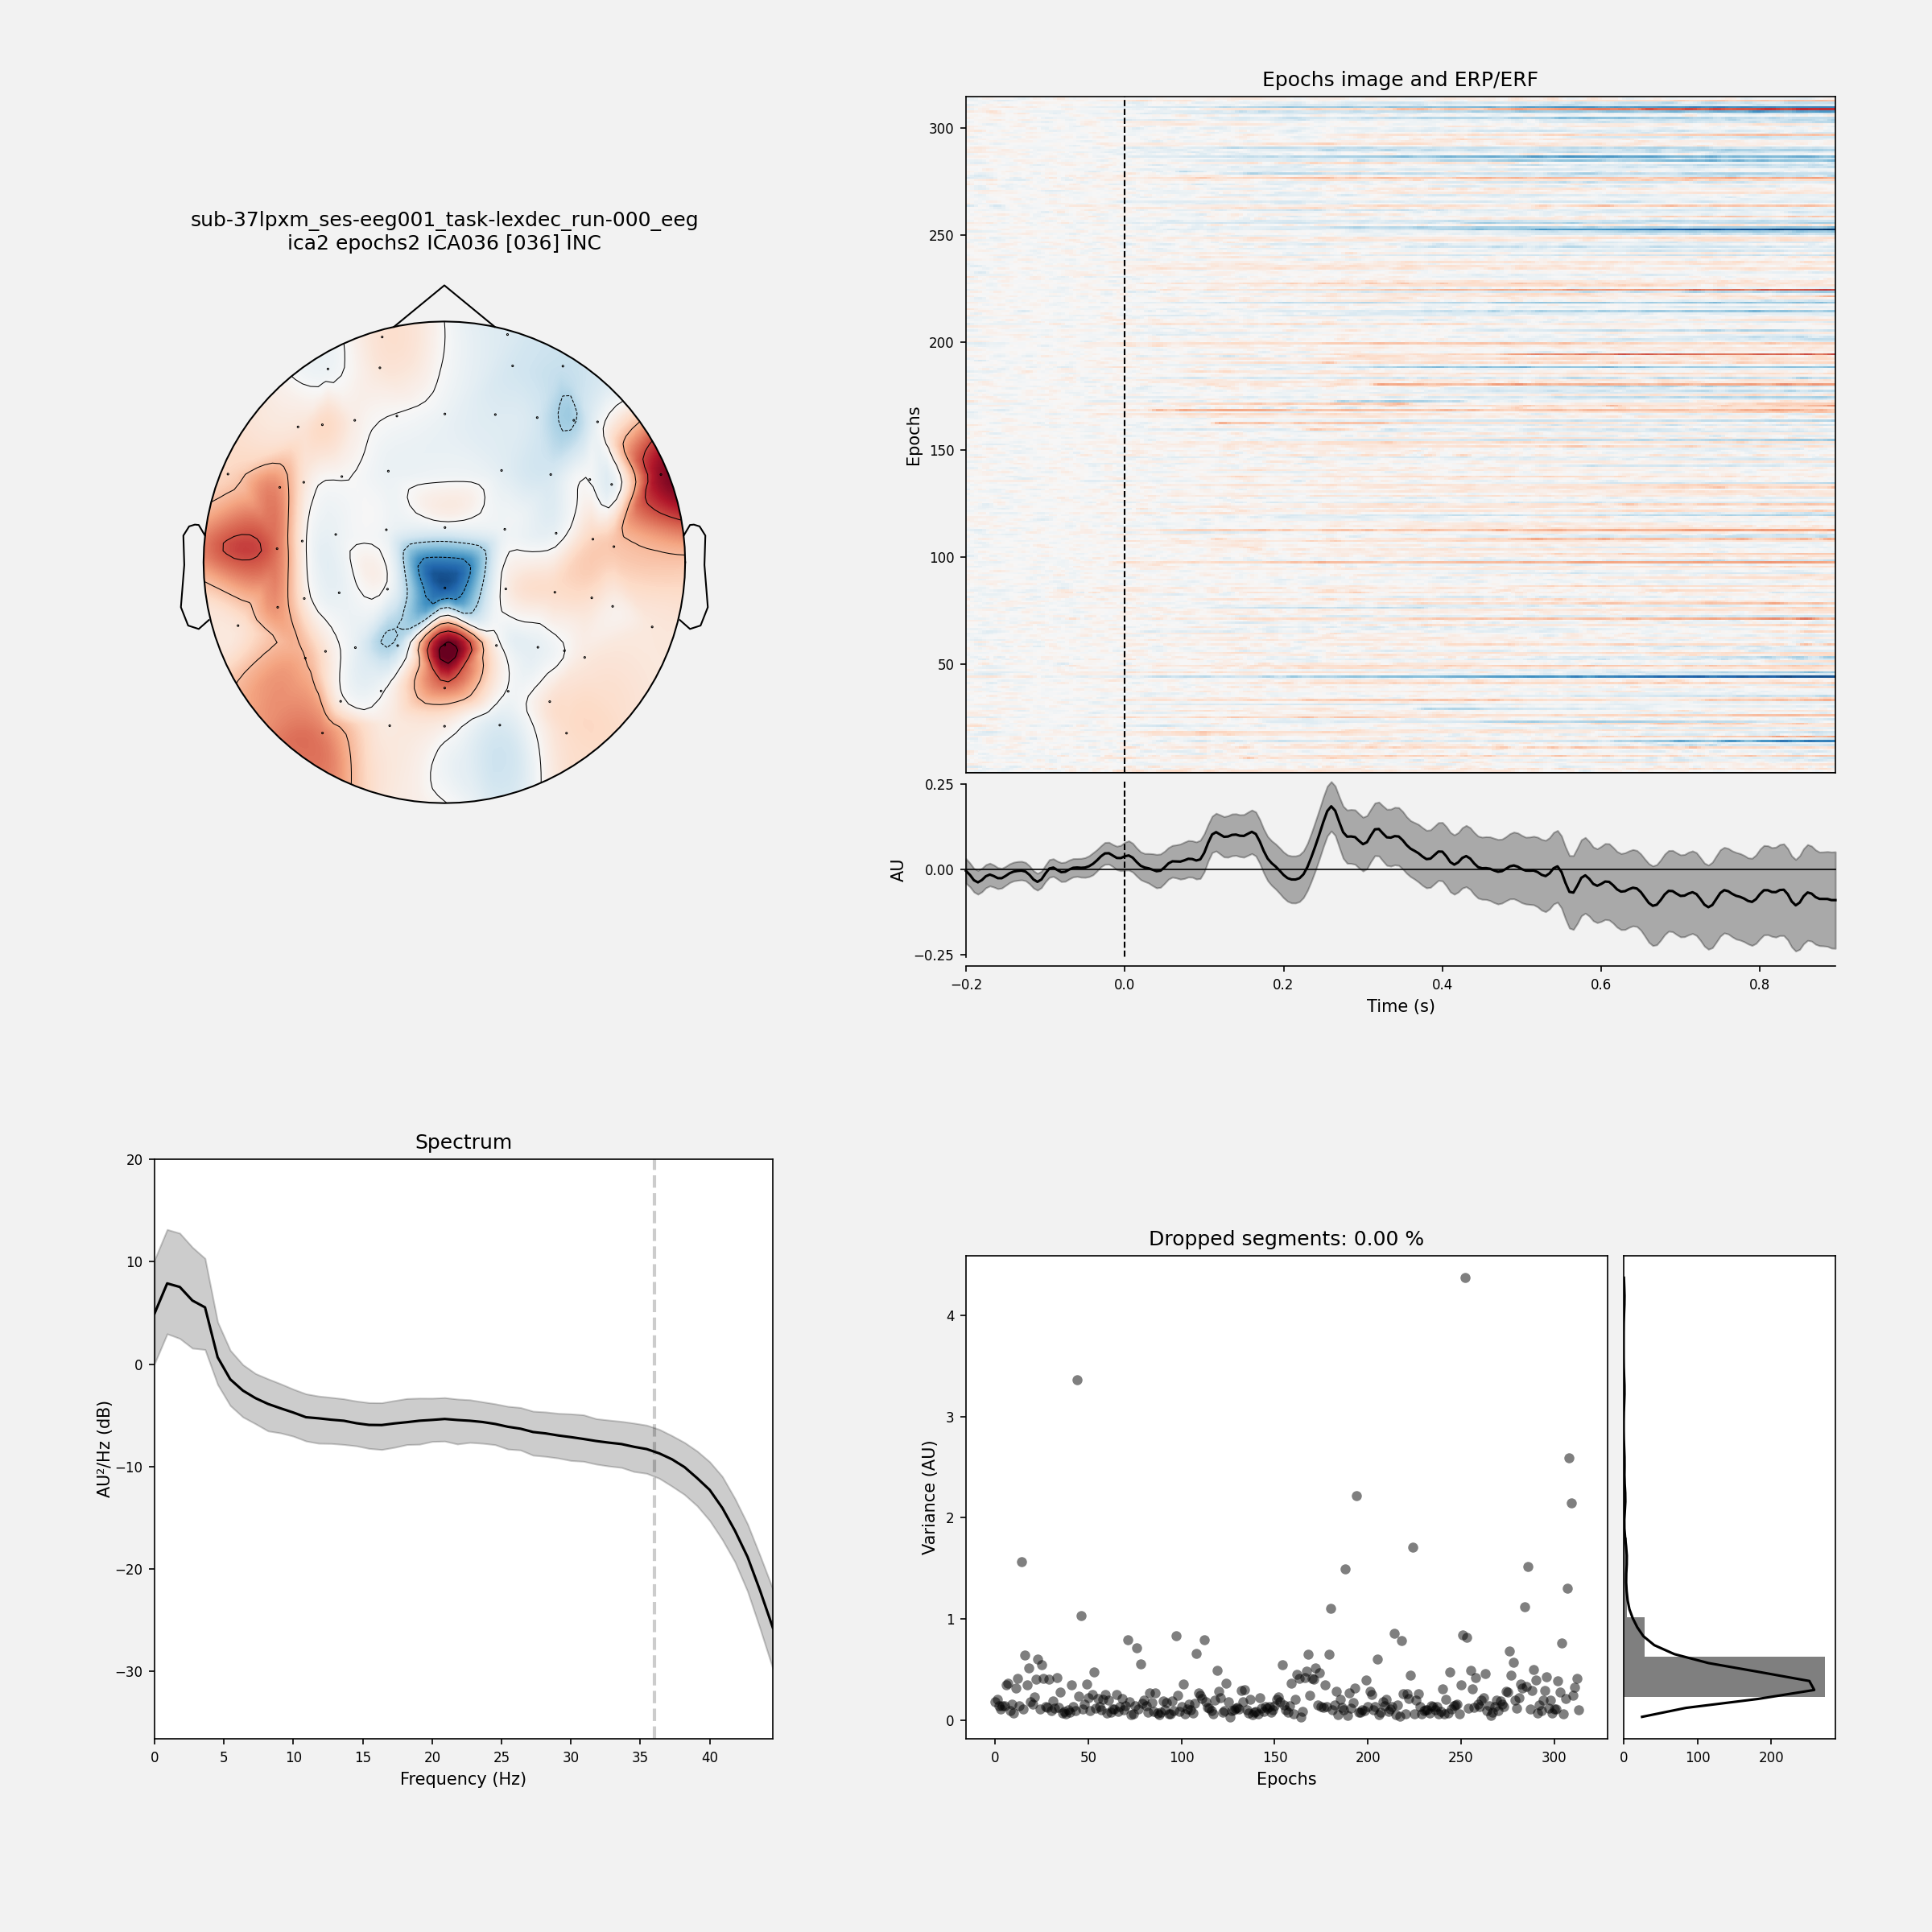 sub-37lpxm_ses-eeg001_task-lexdec_run-000_eeg
ica2 epochs2 ICA036 [036] INC
Epochs image and ERP/ERF
Epochs
300
250
200
150
100
50
AU
0.25
0.00
−0.25
−0.2 0.0 0.2 0.4 0.6 0.8
Time (s)
Spectrum
AU²/Hz (dB)
20
10
0
−10
−20
−30
0 5 10 15 20 25 30 35 40
Frequency (Hz)
Dropped segments: 0.00 %
Variance (AU)
4
3
2
1
0
0 50 100 150 200 250 300
Epochs
0 100 200